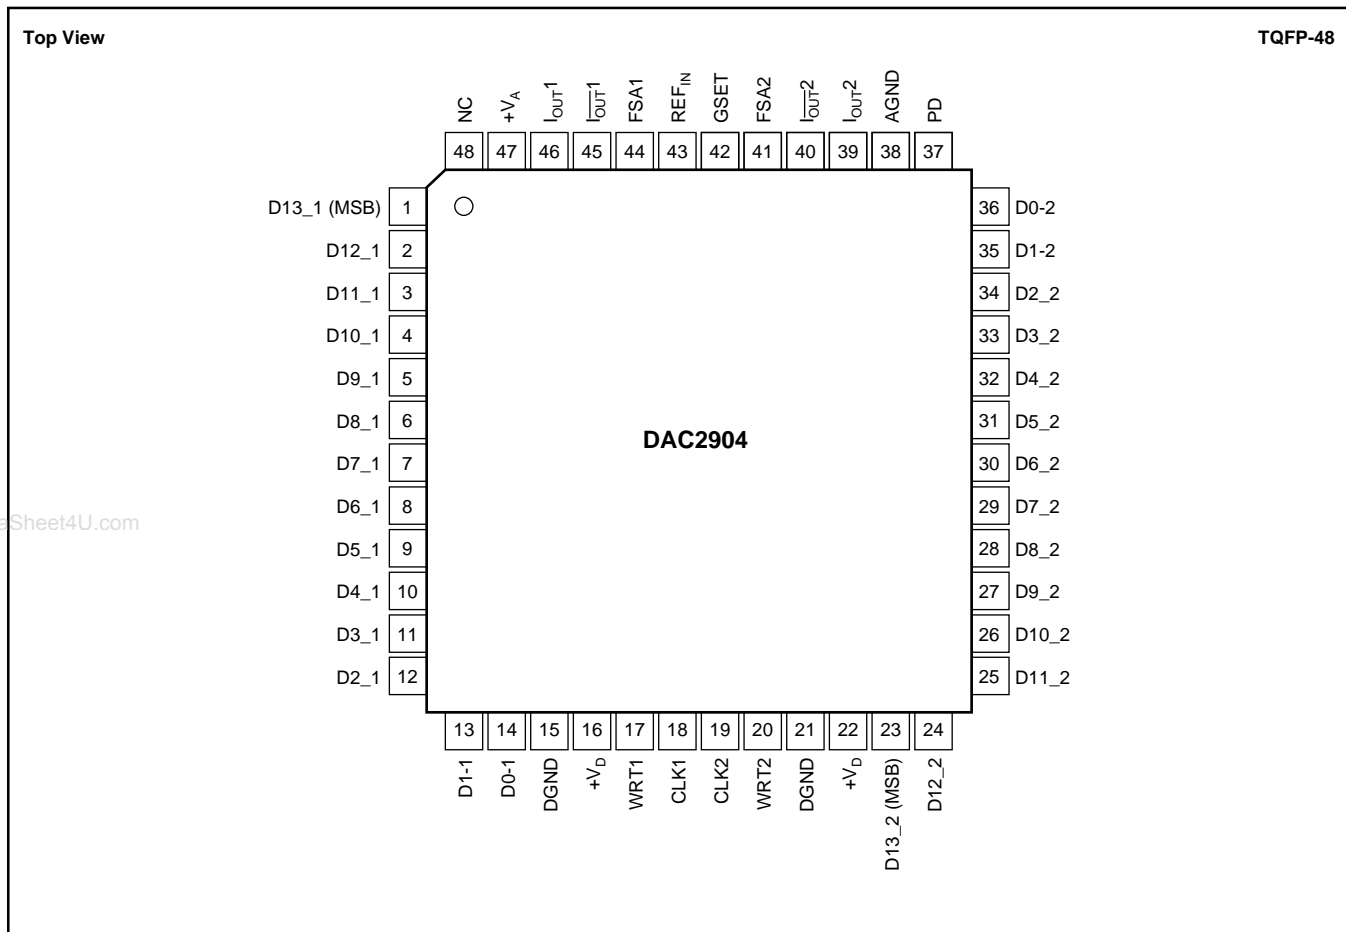 Top View
TQFP-48
NC
+VA
IOUT1
I̅O̅U̅T̅1
FSA1
REFIN
GSET
FSA2
I̅O̅U̅T̅2
IOUT2
AGND
PD
48 47 46 45 44 43 42 41 40 39 38 37
D13_1 (MSB) 1
36 D0-2
D12_1 2
35 D1-2
D11_1 3
34 D2_2
D10_1 4
33 D3_2
D9_1 5
32 D4_2
D8_1 6
31 D5_2
DAC2904
D7_1 7
30 D6_2
D6_1 8
29 D7_2
aSheet4U.com
D5_1 9
28 D8_2
D4_1 10
27 D9_2
D3_1 11
26 D10_2
D2_1 12
25 D11_2
13 14 15 16 17 18 19 20 21 22 23 24
D1-1
D0-1
DGND
+VD
WRT1
CLK1
CLK2
WRT2
DGND
+VD
D13_2 (MSB)
D12_2